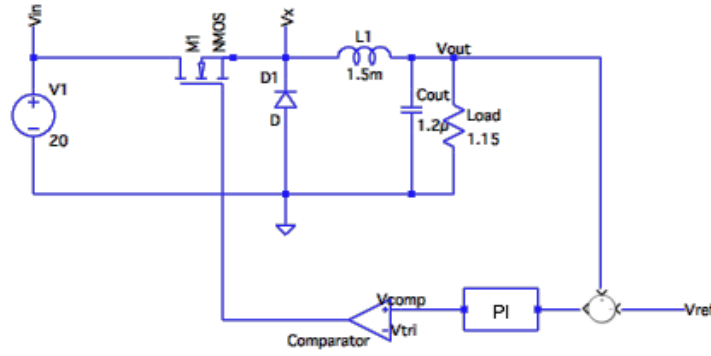 Vin
M1
NMOS
Vx
L1
1.5m
Vout
V1
20
D1
D
Cout
1.2µ
Load
1.15
Vcomp
Vtri
Comparator
PI
Vref